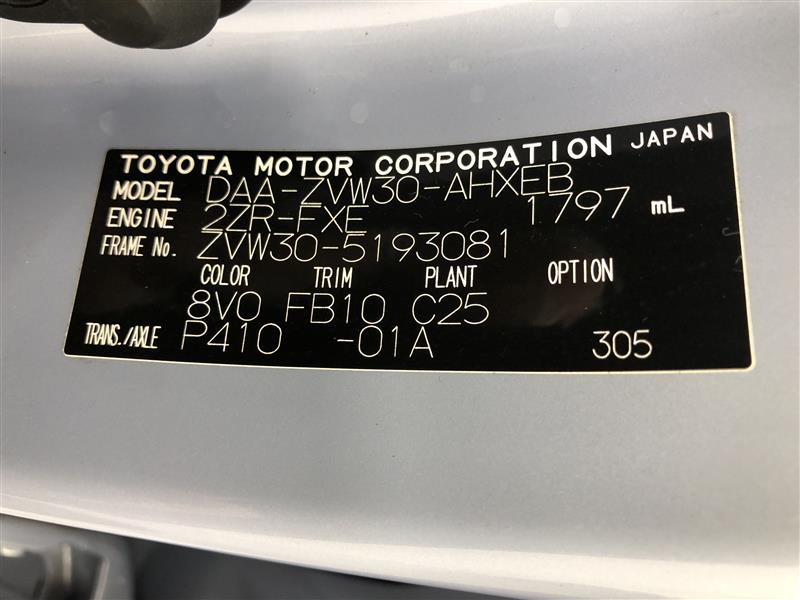 TOYOTA MOTOR CORPORATION JAPAN
MODEL DAA-ZVW30-AHXEB
ENGINE 2ZR-FXE 1797 mL
FRAME No. ZVW30-5193081
COLOR TRIM PLANT OPTION
8V0 FB10 C25
TRANS./AXLE P410 -01A 305